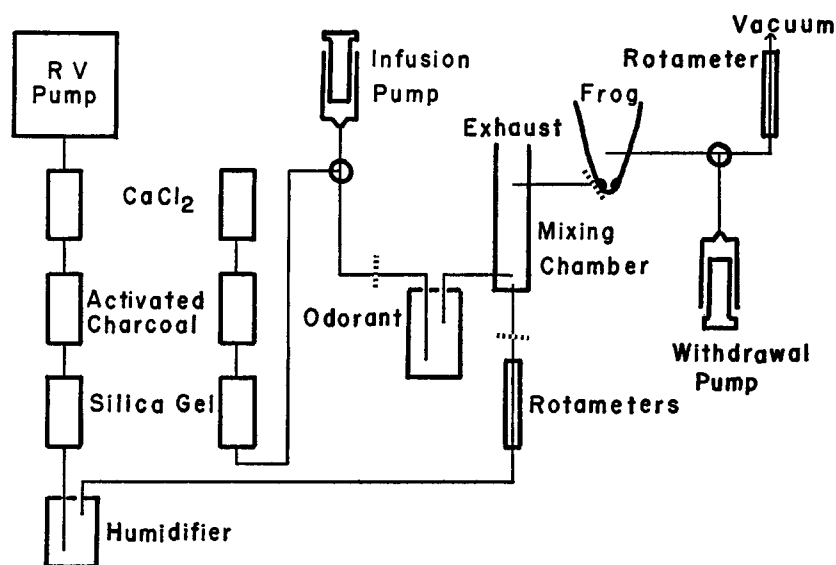 R V
Pump
Infusion
Pump
Vacuum
Rotameter
Frog
Exhaust
CaCl2
Mixing
Chamber
Activated
Charcoal
Odorant
Withdrawal
Pump
Silica Gel
Rotameters
Humidifier